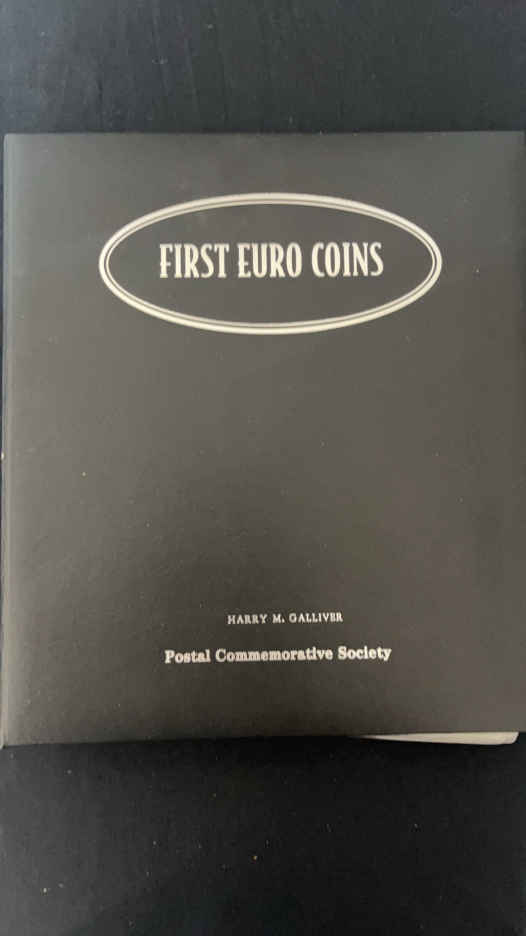 FIRST EURO COINS
HARRY M. GALLIVER
Postal Commemorative Society